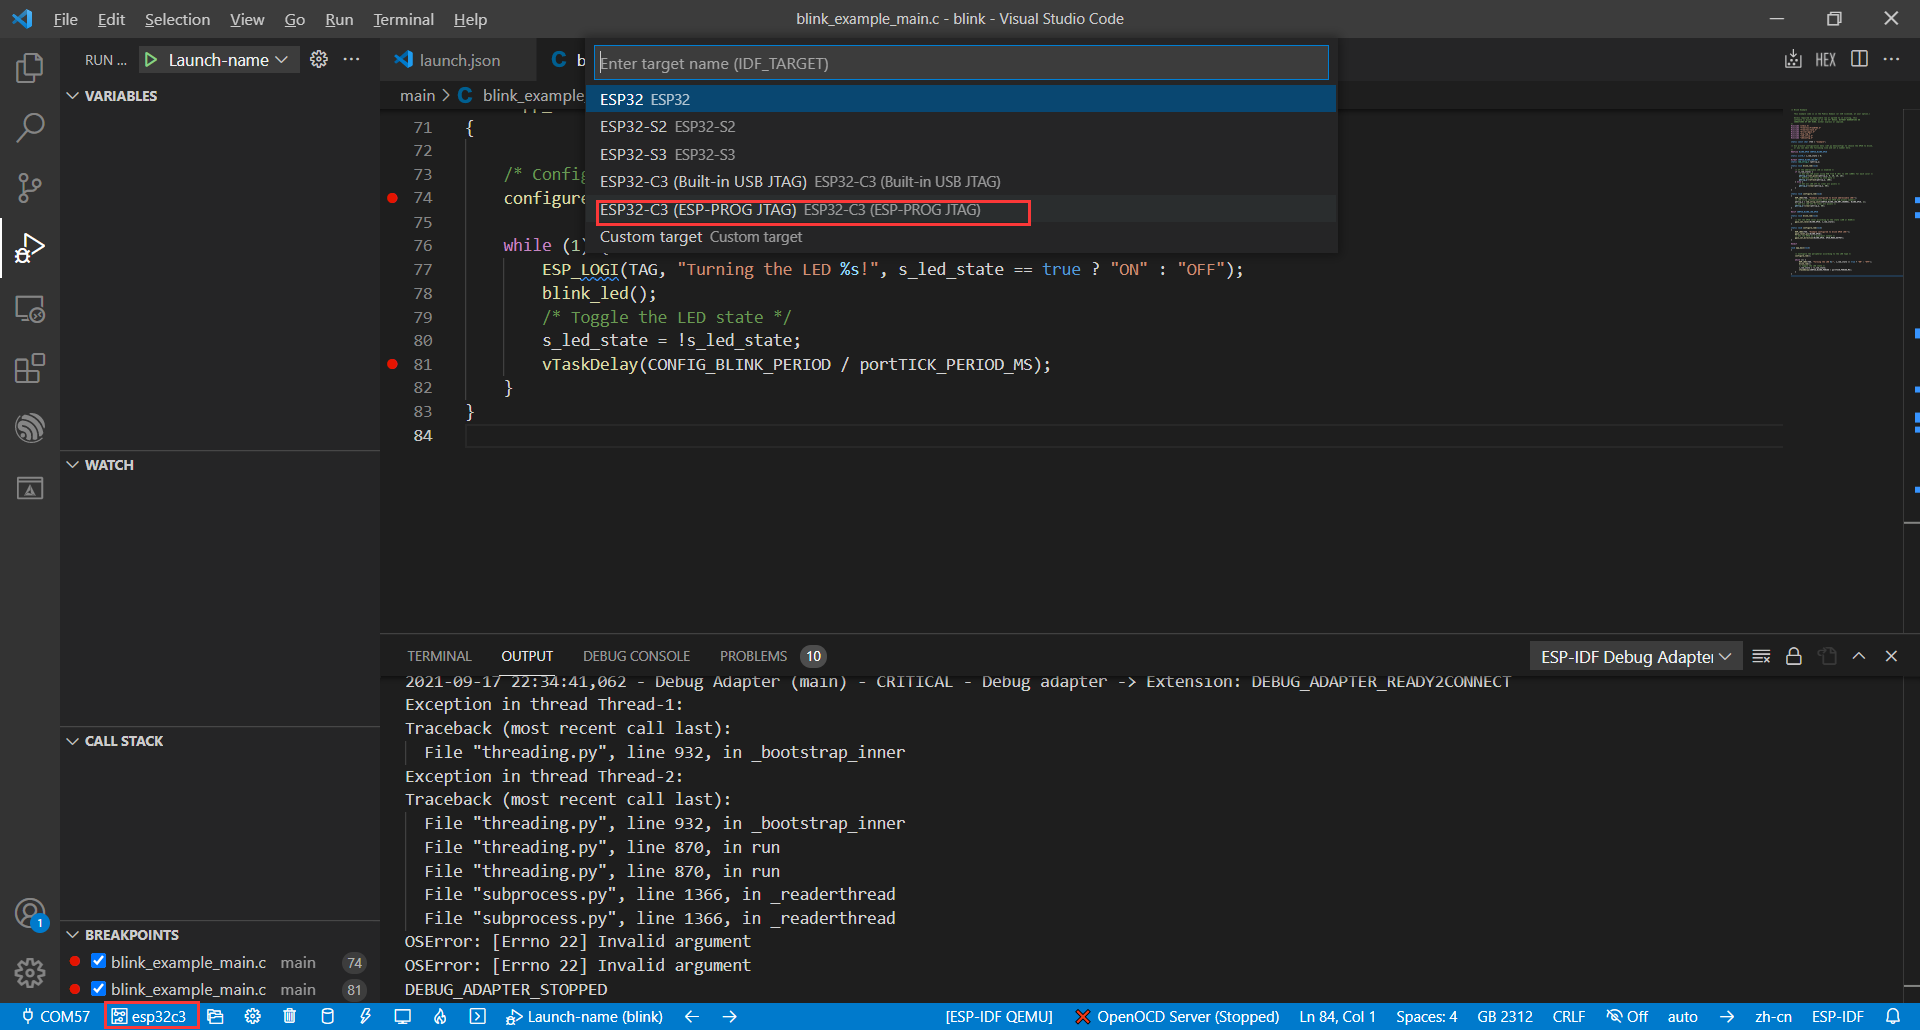 File Edit Selection View Go Run Terminal Help
blink_example_main.c - blink - Visual Studio Code
RUN ... Launch-name
VARIABLES
WATCH
CALL STACK
BREAKPOINTS
blink_example_main.c main 74
blink_example_main.c main 81
1
launch.json
b
HEX
main > C blink_example_
Enter target name (IDF_TARGET)
ESP32 ESP32
ESP32-S2 ESP32-S2
ESP32-S3 ESP32-S3
ESP32-C3 (Built-in USB JTAG) ESP32-C3 (Built-in USB JTAG)
ESP32-C3 (ESP-PROG JTAG) ESP32-C3 (ESP-PROG JTAG)
Custom target Custom target
71 {
72
73 /* Config
74 configure
75
76 while (1) {
77 ESP_LOGI(TAG, "Turning the LED %s!", s_led_state == true ? "ON" : "OFF");
78 blink_led();
79 /* Toggle the LED state */
80 s_led_state = !s_led_state;
81 vTaskDelay(CONFIG_BLINK_PERIOD / portTICK_PERIOD_MS);
82 }
83 }
84
TERMINAL OUTPUT DEBUG CONSOLE PROBLEMS 10
ESP-IDF Debug Adapter
2021-09-17 22:34:41,062 - Debug Adapter (main) - CRITICAL - Debug adapter -> Extension: DEBUG_ADAPTER_READY2CONNECT
Exception in thread Thread-1:
Traceback (most recent call last):
File "threading.py", line 932, in _bootstrap_inner
Exception in thread Thread-2:
Traceback (most recent call last):
File "threading.py", line 932, in _bootstrap_inner
File "threading.py", line 870, in run
File "threading.py", line 870, in run
File "subprocess.py", line 1366, in _readerthread
File "subprocess.py", line 1366, in _readerthread
OSError: [Errno 22] Invalid argument
OSError: [Errno 22] Invalid argument
DEBUG_ADAPTER_STOPPED
COM57 esp32c3 Launch-name (blink) [ESP-IDF QEMU] OpenOCD Server (Stopped) Ln 84, Col 1 Spaces: 4 GB 2312 CRLF Off auto zh-cn ESP-IDF